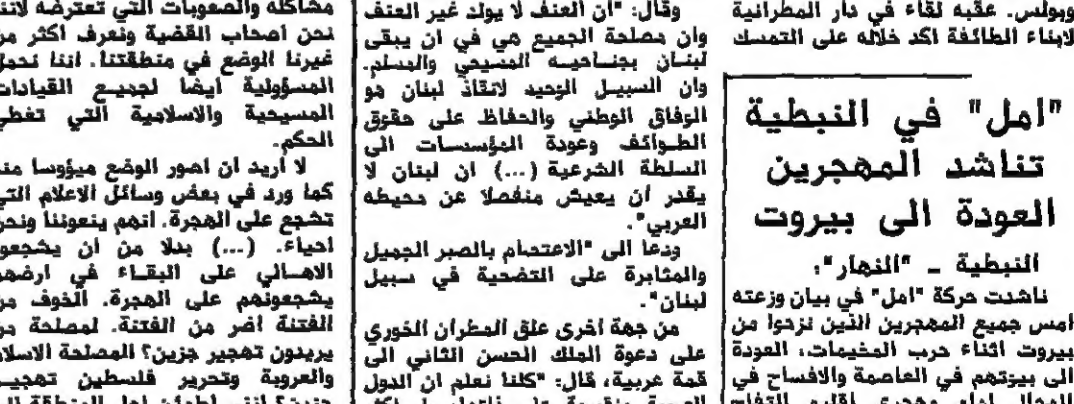 وبولس. عقبه لقاء في دار المطرانية
لابناء الطائفة اكد خلاله على التمسك
"امل" في النبطية
تناشد المهجرين
العودة الى بيروت
النبطية ـ "النهار":
ناشدت حركة "امل" في بيان وزعته
امس جميع المهجرين الذين نزحوا من
بيروت اثناء حرب المخيمات، العودة
الى بيوتهم في العاصمة والافساح في
المجال امام مهجري اقليم التفاح
وقال: "ان العنف لا يولد غير العنف
وان مصلحة الجميع هي في ان يبقى
لبنان بجناحيه المسيحي والمسلم.
وان السبيل الوحيد لانقاذ لبنان هو
الوفاق الوطني والحفاظ على حقوق
الطوائف وعودة المؤسسات الى
السلطة الشرعية (...) ان لبنان لا
يقدر أن يعيش منفصلا عن محيطه
العربي".
ودعا الى "الاعتصام بالصبر الجميل
والمثابرة على التضحية في سبيل
لبنان".
من جهة أخرى علق المطران الخوري
على دعوة الملك الحسن الثاني الى
قمة عربية، قال: "كلنا نعلم ان الدول
مشاكله والصعوبات التي تعترضه لاننا
نحن اصحاب القضية ونعرف اكثر من
غيرنا الوضع في منطقتنا. اننا نحمل
المسؤولية ايضا لجميع القيادات
المسيحية والاسلامية التي تغطي
الحكم.
لا اريد ان اصور الوضع ميؤوسا منه
كما ورد في بعض وسائل الاعلام التي
تشجع على الهجرة. انهم ينعوننا ونحن
احياء. (...) بدلا من ان يشجعوا
الاهالي على البقاء في ارضهم
يشجعونهم على الهجرة. الخوف من
الفتنة اضر من الفتنة. لمصلحة من
يريدون تهجير جزين؟ المصلحة الاسلام
والعروبة وتحرير فلسطين تهجير